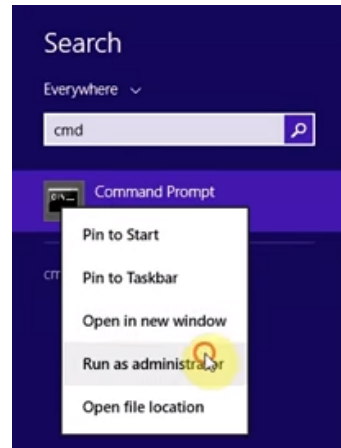 Search
Everywhere
cmd
Command Prompt
Pin to Start
Pin to Taskbar
Open in new window
Run as administrator
Open file location